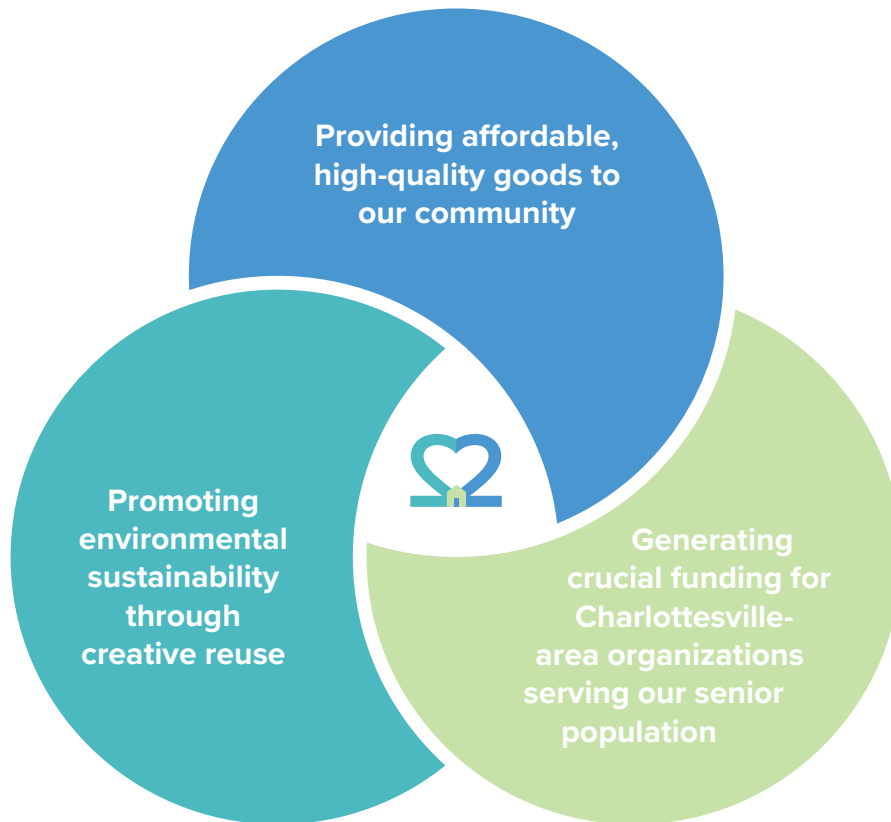 Providing affordable,
high-quality goods to
our community
Promoting
environmental
sustainability
through
creative reuse
Generating
crucial funding for
Charlottesville-
area organizations
serving our senior
population